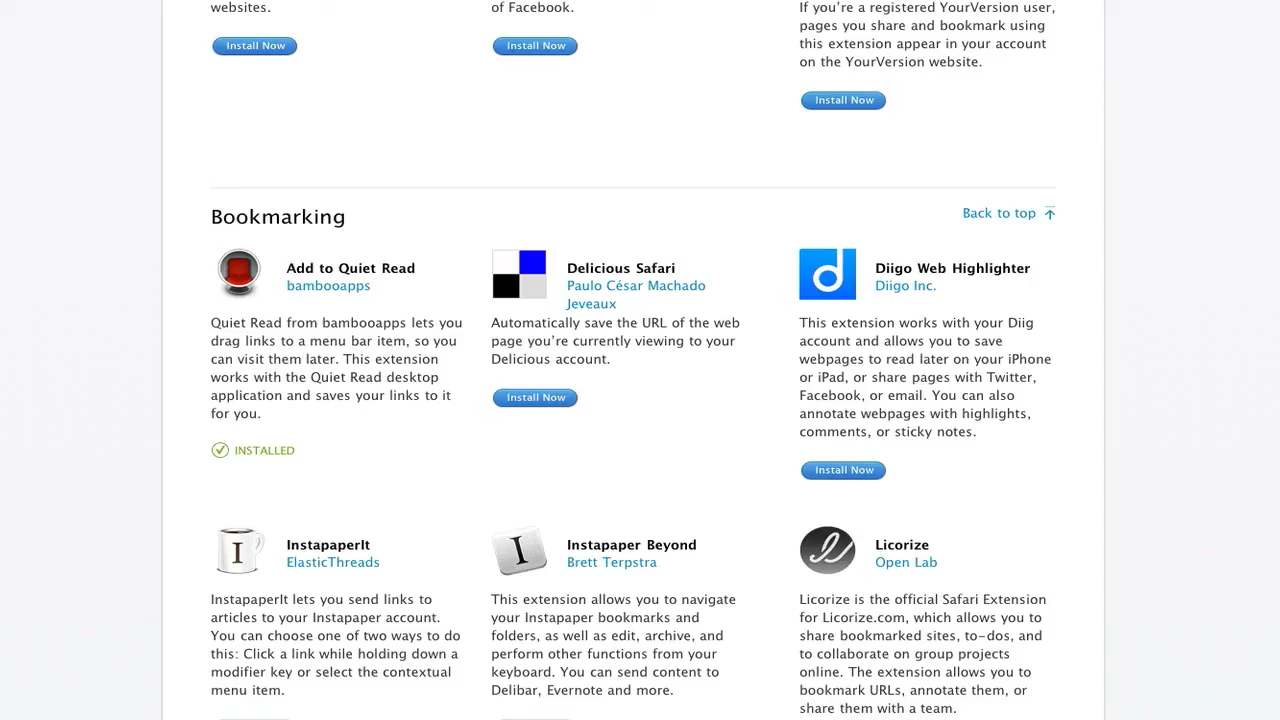 websites.
Install Now
of Facebook.
Install Now
If you’re a registered YourVersion user,
pages you share and bookmark using
this extension appear in your account
on the YourVersion website.
Install Now
Bookmarking
Back to top
Add to Quiet Read
bambooapps
Quiet Read from bambooapps lets you
drag links to a menu bar item, so you
can visit them later. This extension
works with the Quiet Read desktop
application and saves your links to it
for you.
INSTALLED
Delicious Safari
Paulo César Machado
Jeveaux
Automatically save the URL of the web
page you’re currently viewing to your
Delicious account.
Install Now
d
Diigo Web Highlighter
Diigo Inc.
This extension works with your Diig
account and allows you to save
webpages to read later on your iPhone
or iPad, or share pages with Twitter,
Facebook, or email. You can also
annotate webpages with highlights,
comments, or sticky notes.
Install Now
I
InstapaperIt
ElasticThreads
InstapaperIt lets you send links to
articles to your Instapaper account.
You can choose one of two ways to do
this: Click a link while holding down a
modifier key or select the contextual
menu item.
I
Instapaper Beyond
Brett Terpstra
This extension allows you to navigate
your Instapaper bookmarks and
folders, as well as edit, archive, and
perform other functions from your
keyboard. You can send content to
Delibar, Evernote and more.
Licorize
Open Lab
Licorize is the official Safari Extension
for Licorize.com, which allows you to
share bookmarked sites, to-dos, and
to collaborate on group projects
online. The extension allows you to
bookmark URLs, annotate them, or
share them with a team.